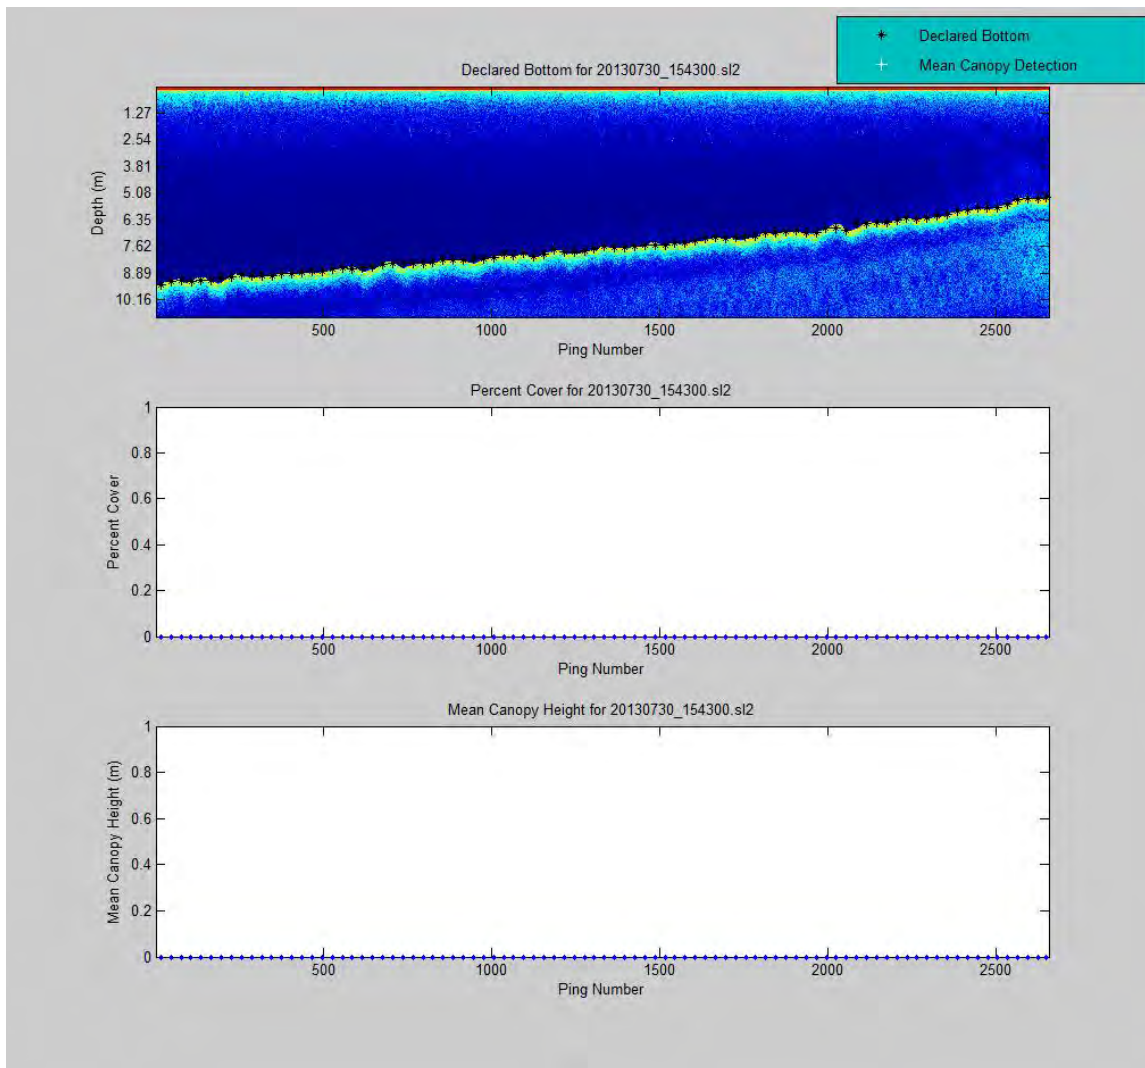 Declared Bottom
Mean Canopy Detection
Declared Bottom for 20130730_154300.sl2
1.27
2.54
3.81
5.08
6.35
7.62
8.89
10.16
Depth (m)
500 1000 1500 2000 2500
Ping Number
Percent Cover for 20130730_154300.sl2
1
0.8
0.6
0.4
0.2
0
Percent Cover
500 1000 1500 2000 2500
Ping Number
Mean Canopy Height for 20130730_154300.sl2
1
0.8
0.6
0.4
0.2
0
Mean Canopy Height (m)
500 1000 1500 2000 2500
Ping Number